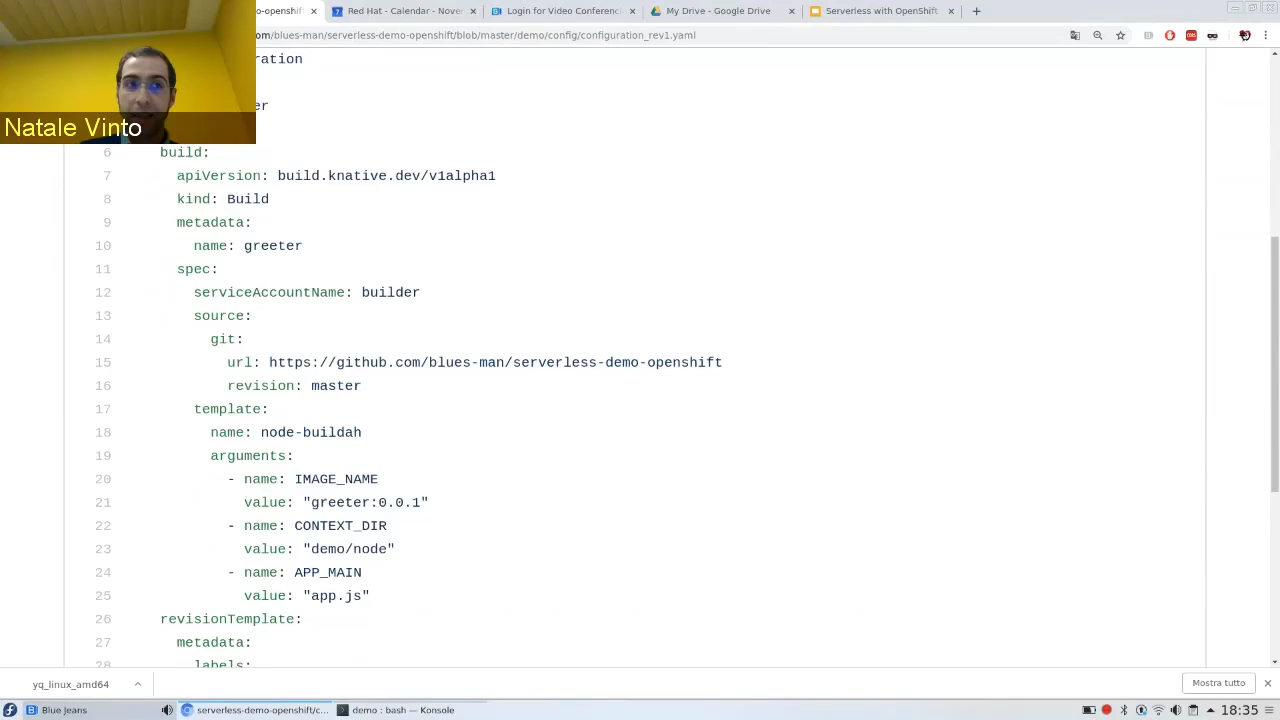 o-opensh
Red Hat - Calendar - Novem
Login for Video Conferenc
My Drive - Google Drive
Serverless with OpenShift
om/blues-man/serverless-demo-openshift/blob/master/demo/config/configuration_rev1.yaml
ration
er
Natale Vinto
6 build:
7 apiVersion: build.knative.dev/v1alpha1
8 kind: Build
9 metadata:
10 name: greeter
11 spec:
12 serviceAccountName: builder
13 source:
14 git:
15 url: https://github.com/blues-man/serverless-demo-openshift
16 revision: master
17 template:
18 name: node-buildah
19 arguments:
20 - name: IMAGE_NAME
21 value: "greeter:0.0.1"
22 - name: CONTEXT_DIR
23 value: "demo/node"
24 - name: APP_MAIN
25 value: "app.js"
26 revisionTemplate:
27 metadata:
28 labels:
yq_linux_amd64
Mostra tutto
Blue Jeans
serverless-demo-openshift/c...
demo : bash — Konsole
18:35